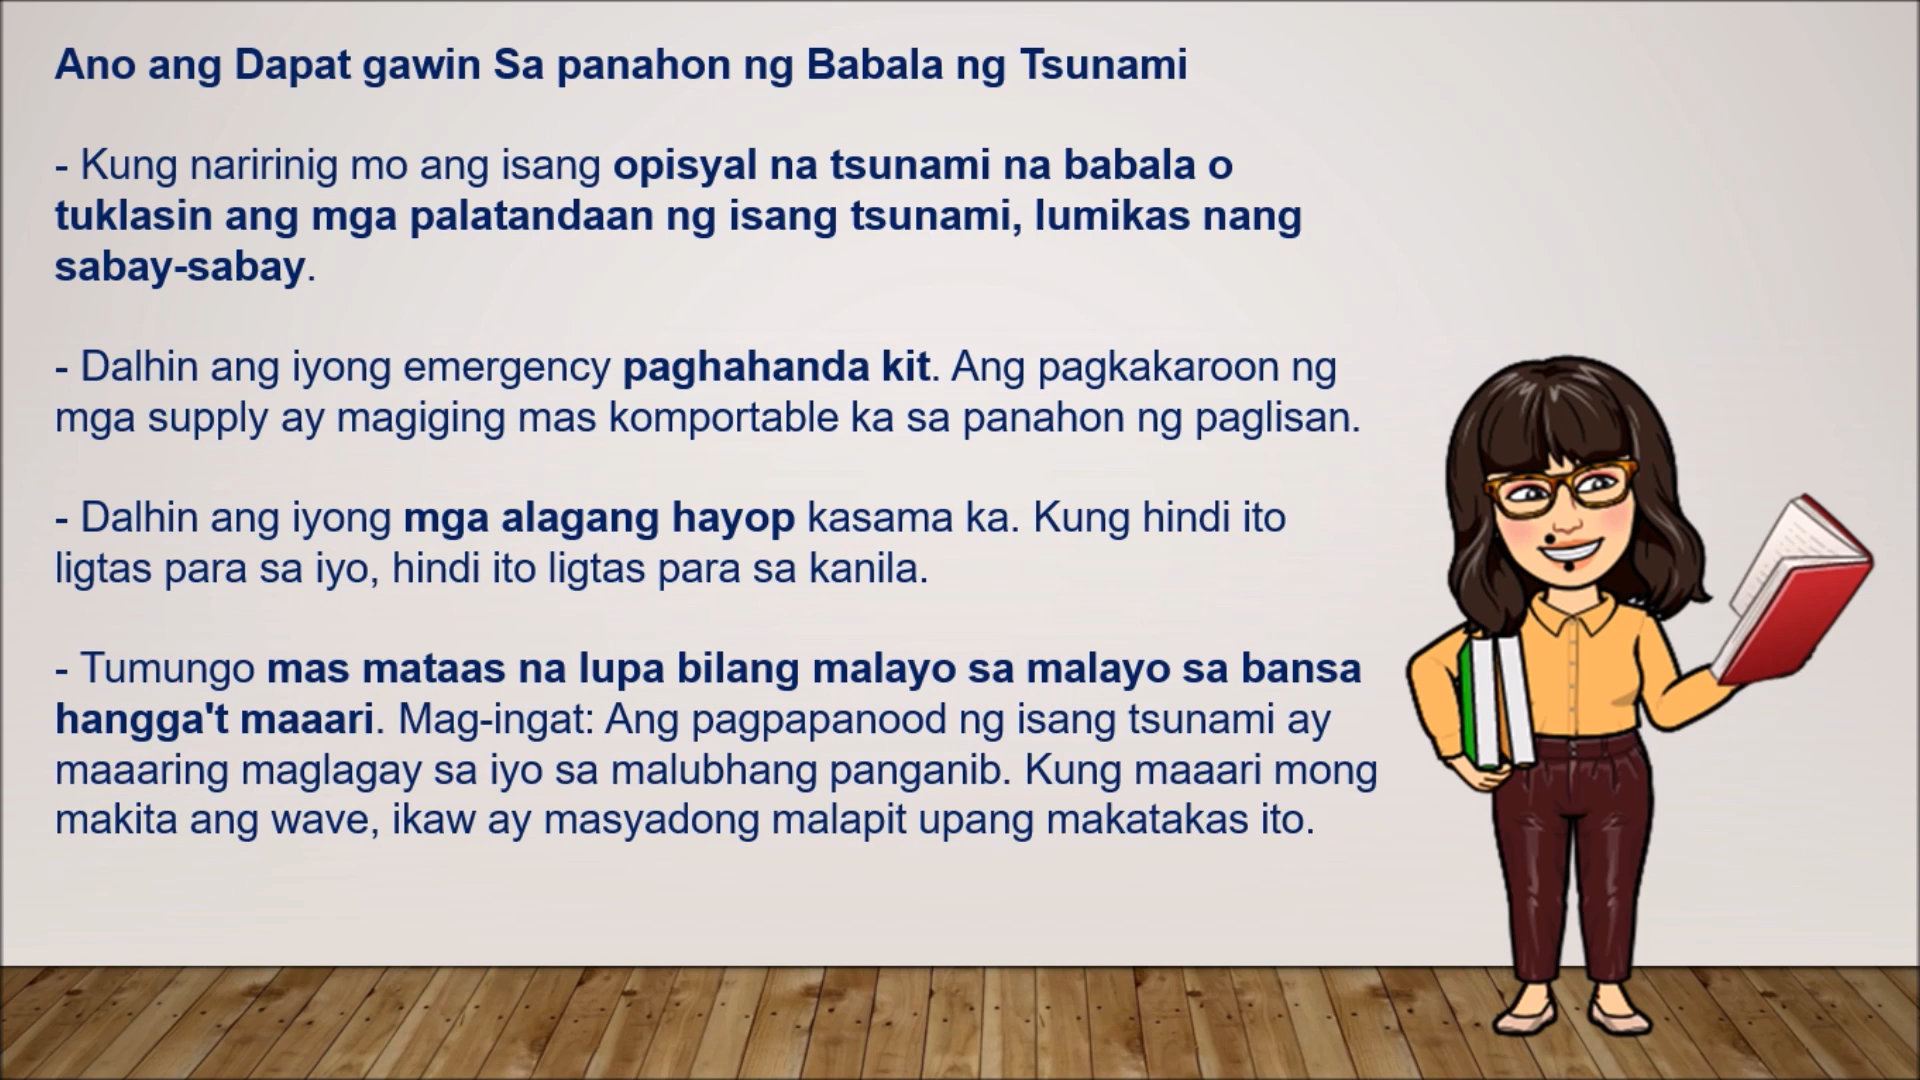 Ano ang Dapat gawin Sa panahon ng Babala ng Tsunami
- Kung naririnig mo ang isang opisyal na tsunami na babala o
tuklasin ang mga palatandaan ng isang tsunami, lumikas nang
sabay-sabay.
- Dalhin ang iyong emergency paghahanda kit. Ang pagkakaroon ng
mga supply ay magiging mas komportable ka sa panahon ng paglisan.
- Dalhin ang iyong mga alagang hayop kasama ka. Kung hindi ito
ligtas para sa iyo, hindi ito ligtas para sa kanila.
- Tumungo mas mataas na lupa bilang malayo sa malayo sa bansa
hangga't maaari. Mag-ingat: Ang pagpapanood ng isang tsunami ay
maaaring maglagay sa iyo sa malubhang panganib. Kung maaari mong
makita ang wave, ikaw ay masyadong malapit upang makatakas ito.